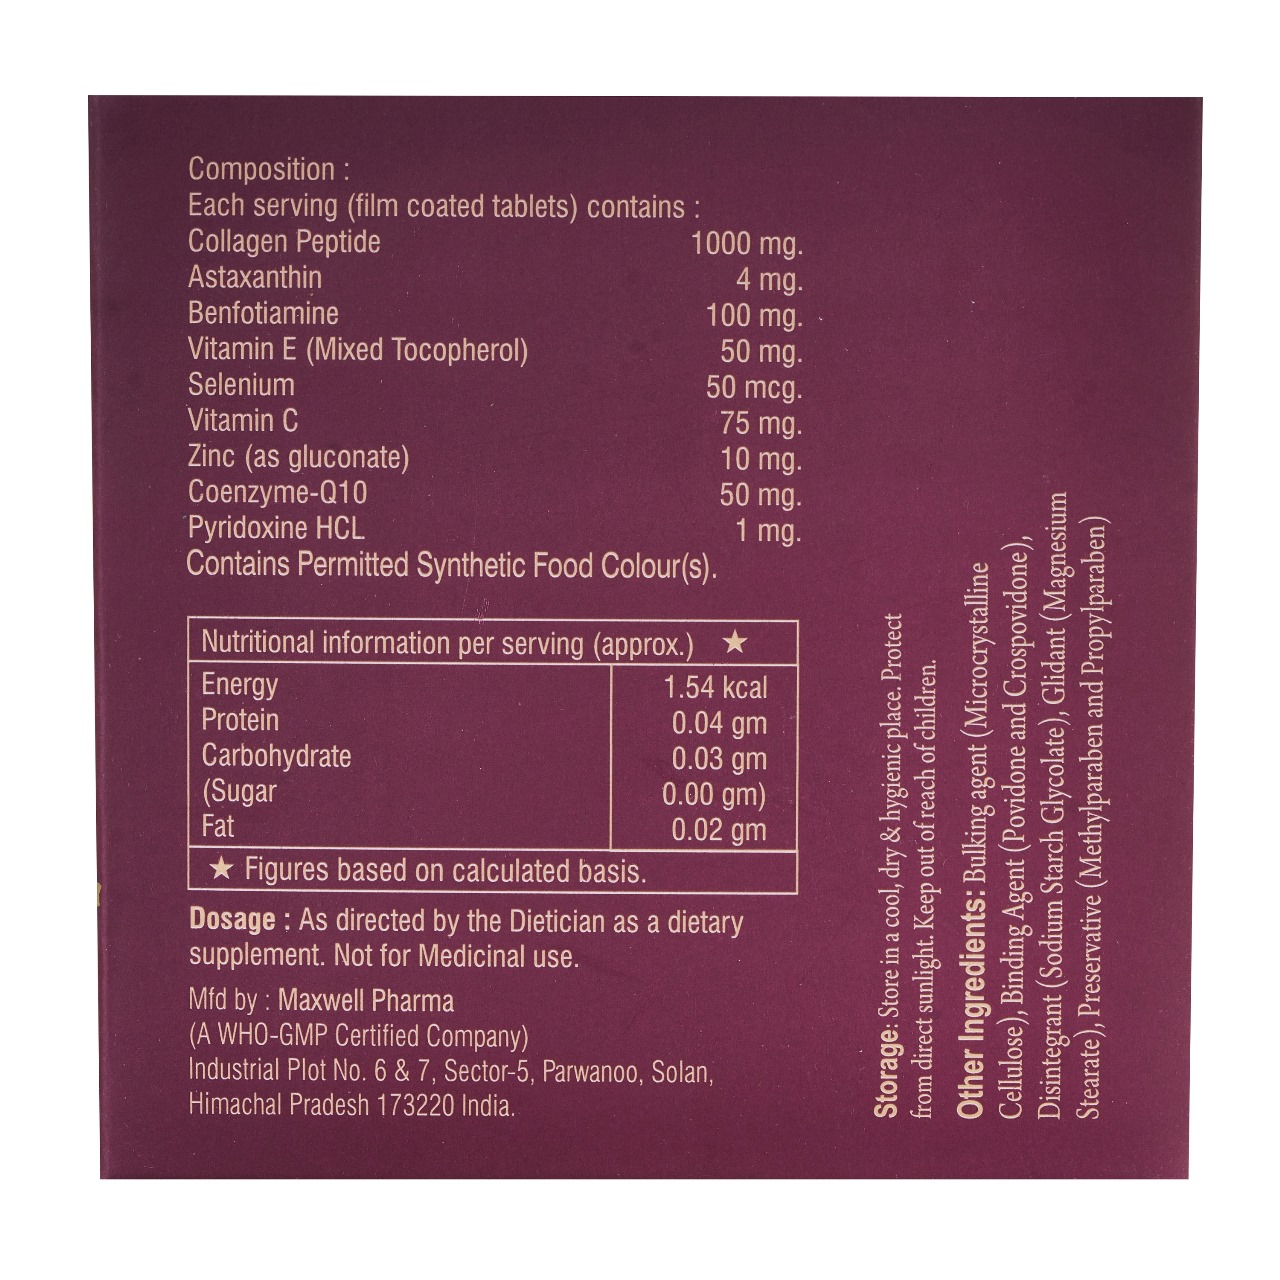 Composition :
Each serving (film coated tablets) contains :
Collagen Peptide 1000 mg.
Astaxanthin 4 mg.
Benfotiamine 100 mg.
Vitamin E (Mixed Tocopherol) 50 mg.
Selenium 50 mcg.
Vitamin C 75 mg.
Zinc (as gluconate) 10 mg.
Coenzyme-Q10 50 mg.
Pyridoxine HCL 1 mg.
Contains Permitted Synthetic Food Colour(s).
Nutritional information per serving (approx.) ★
Energy 1.54 kcal
Protein 0.04 gm
Carbohydrate 0.03 gm
(Sugar 0.00 gm)
Fat 0.02 gm
★ Figures based on calculated basis.
Dosage : As directed by the Dietician as a dietary
supplement. Not for Medicinal use.
Mfd by : Maxwell Pharma
(A WHO-GMP Certified Company)
Industrial Plot No. 6 & 7, Sector-5, Parwanoo, Solan,
Himachal Pradesh 173220 India.
Storage: Store in a cool, dry & hygienic place. Protect
from direct sunlight. Keep out of reach of children.
Other Ingredients: Bulking agent (Microcrystalline
Cellulose), Binding Agent (Povidone and Crospovidone),
Disintegrant (Sodium Starch Glycolate), Glidant (Magnesium
Stearate), Preservative (Methylparaben and Propylparaben)